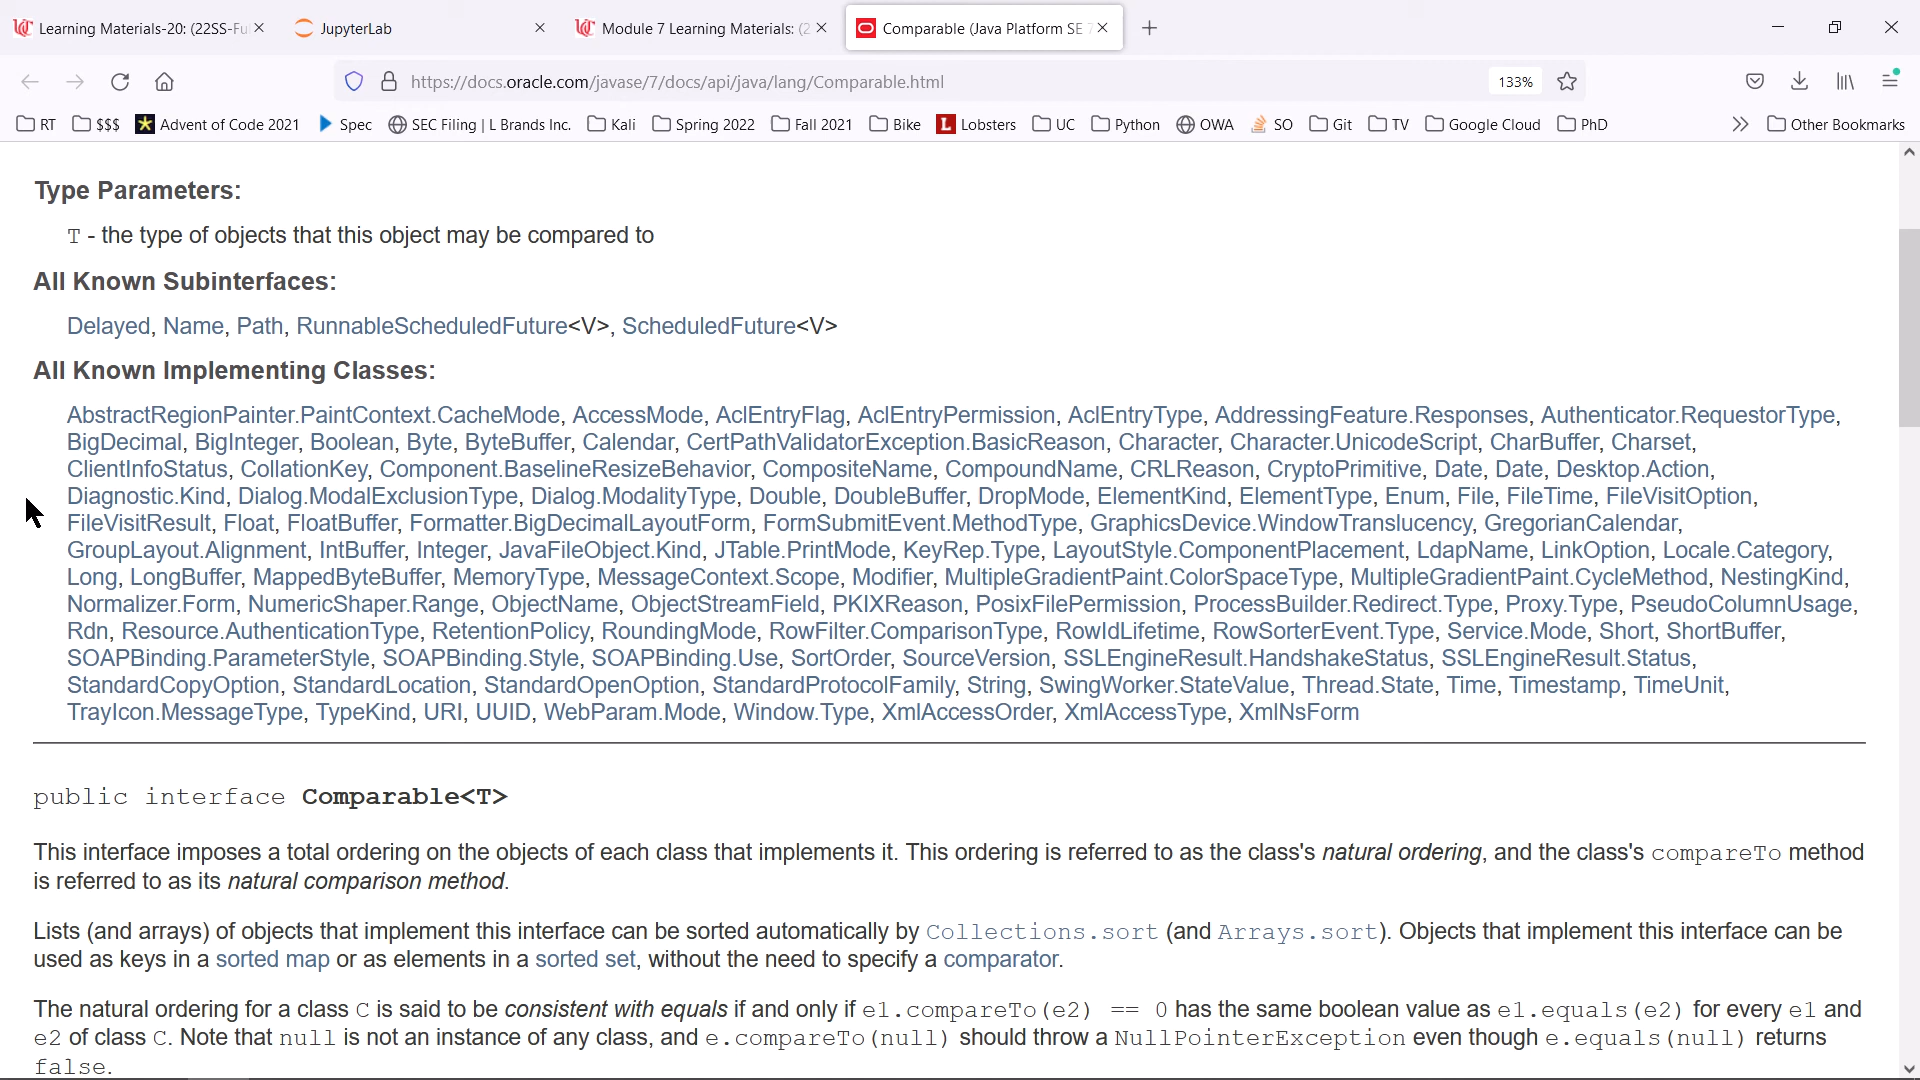 Learning Materials-20: (22SS-Fu
JupyterLab
Module 7 Learning Materials: (2
Comparable (Java Platform SE 7
https://docs.oracle.com/javase/7/docs/api/java/lang/Comparable.html
133%
RT
$$$
Advent of Code 2021
Spec
SEC Filing | L Brands Inc.
Kali
Spring 2022
Fall 2021
Bike
L Lobsters
UC
Python
OWA
SO
Git
TV
Google Cloud
PhD
Other Bookmarks
Type Parameters:
T - the type of objects that this object may be compared to
All Known Subinterfaces:
Delayed, Name, Path, RunnableScheduledFuture<V>, ScheduledFuture<V>
All Known Implementing Classes:
AbstractRegionPainter.PaintContext.CacheMode, AccessMode, AclEntryFlag, AclEntryPermission, AclEntryType, AddressingFeature.Responses, Authenticator.RequestorType,
BigDecimal, BigInteger, Boolean, Byte, ByteBuffer, Calendar, CertPathValidatorException.BasicReason, Character, Character.UnicodeScript, CharBuffer, Charset,
ClientInfoStatus, CollationKey, Component.BaselineResizeBehavior, CompositeName, CompoundName, CRLReason, CryptoPrimitive, Date, Date, Desktop.Action,
Diagnostic.Kind, Dialog.ModalExclusionType, Dialog.ModalityType, Double, DoubleBuffer, DropMode, ElementKind, ElementType, Enum, File, FileTime, FileVisitOption,
FileVisitResult, Float, FloatBuffer, Formatter.BigDecimalLayoutForm, FormSubmitEvent.MethodType, GraphicsDevice.WindowTranslucency, GregorianCalendar,
GroupLayout.Alignment, IntBuffer, Integer, JavaFileObject.Kind, JTable.PrintMode, KeyRep.Type, LayoutStyle.ComponentPlacement, LdapName, LinkOption, Locale.Category,
Long, LongBuffer, MappedByteBuffer, MemoryType, MessageContext.Scope, Modifier, MultipleGradientPaint.ColorSpaceType, MultipleGradientPaint.CycleMethod, NestingKind,
Normalizer.Form, NumericShaper.Range, ObjectName, ObjectStreamField, PKIXReason, PosixFilePermission, ProcessBuilder.Redirect.Type, Proxy.Type, PseudoColumnUsage,
Rdn, Resource.AuthenticationType, RetentionPolicy, RoundingMode, RowFilter.ComparisonType, RowIdLifetime, RowSorterEvent.Type, Service.Mode, Short, ShortBuffer,
SOAPBinding.ParameterStyle, SOAPBinding.Style, SOAPBinding.Use, SortOrder, SourceVersion, SSLEngineResult.HandshakeStatus, SSLEngineResult.Status,
StandardCopyOption, StandardLocation, StandardOpenOption, StandardProtocolFamily, String, SwingWorker.StateValue, Thread.State, Time, Timestamp, TimeUnit,
TrayIcon.MessageType, TypeKind, URI, UUID, WebParam.Mode, Window.Type, XmlAccessOrder, XmlAccessType, XmlNsForm
public interface Comparable<T>
This interface imposes a total ordering on the objects of each class that implements it. This ordering is referred to as the class's natural ordering, and the class's compareTo method
is referred to as its natural comparison method.
Lists (and arrays) of objects that implement this interface can be sorted automatically by Collections.sort (and Arrays.sort). Objects that implement this interface can be
used as keys in a sorted map or as elements in a sorted set, without the need to specify a comparator.
The natural ordering for a class C is said to be consistent with equals if and only if e1.compareTo(e2) == 0 has the same boolean value as e1.equals(e2) for every e1 and
e2 of class C. Note that null is not an instance of any class, and e.compareTo(null) should throw a NullPointerException even though e.equals(null) returns
false.